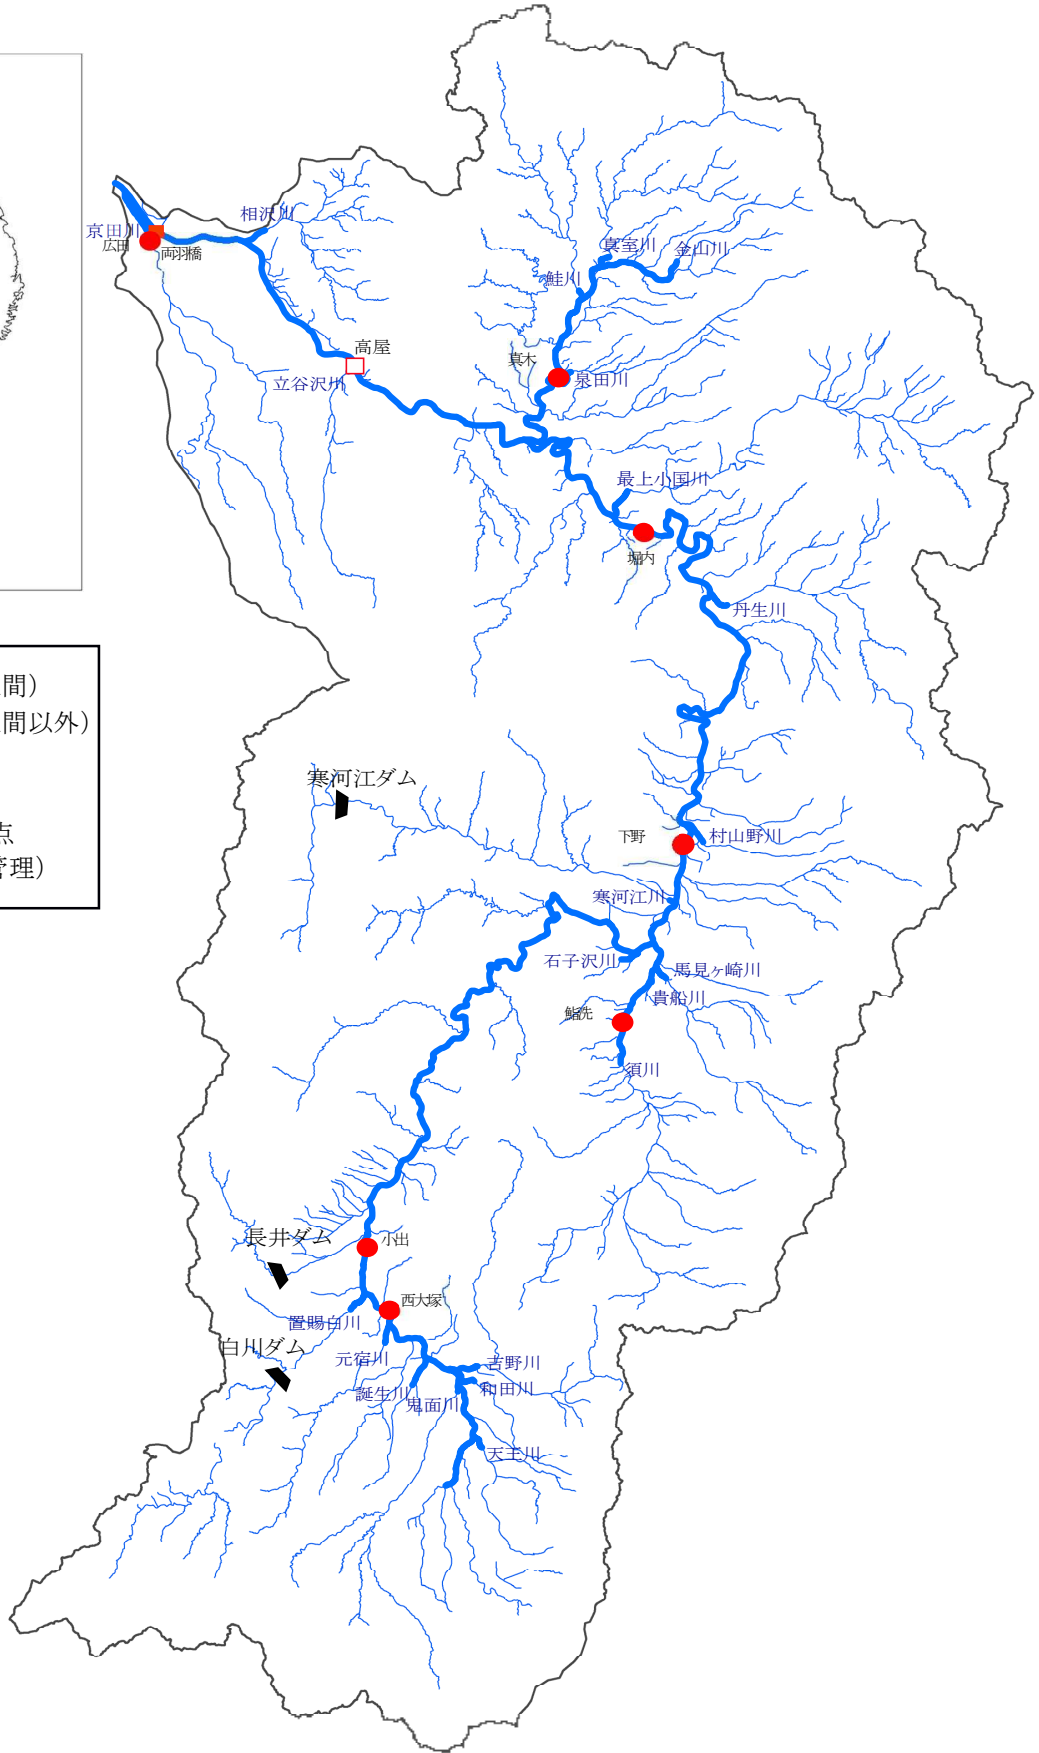 相沢川
京田川
広田
両羽橋
真室川
金山川
鮭川
高屋
真木
泉田川
立谷沢川
最上小国川
堀内
丹生川
間）
間以外）
点
管理）
寒河江ダム
下野
村山野川
寒河江川
石子沢川
馬見ヶ崎川
貴船川
鮨洗
須川
長井ダム
小出
西大塚
置賜白川
白川ダム
元宿川
吉野川
和田川
誕生川
鬼面川
天王川